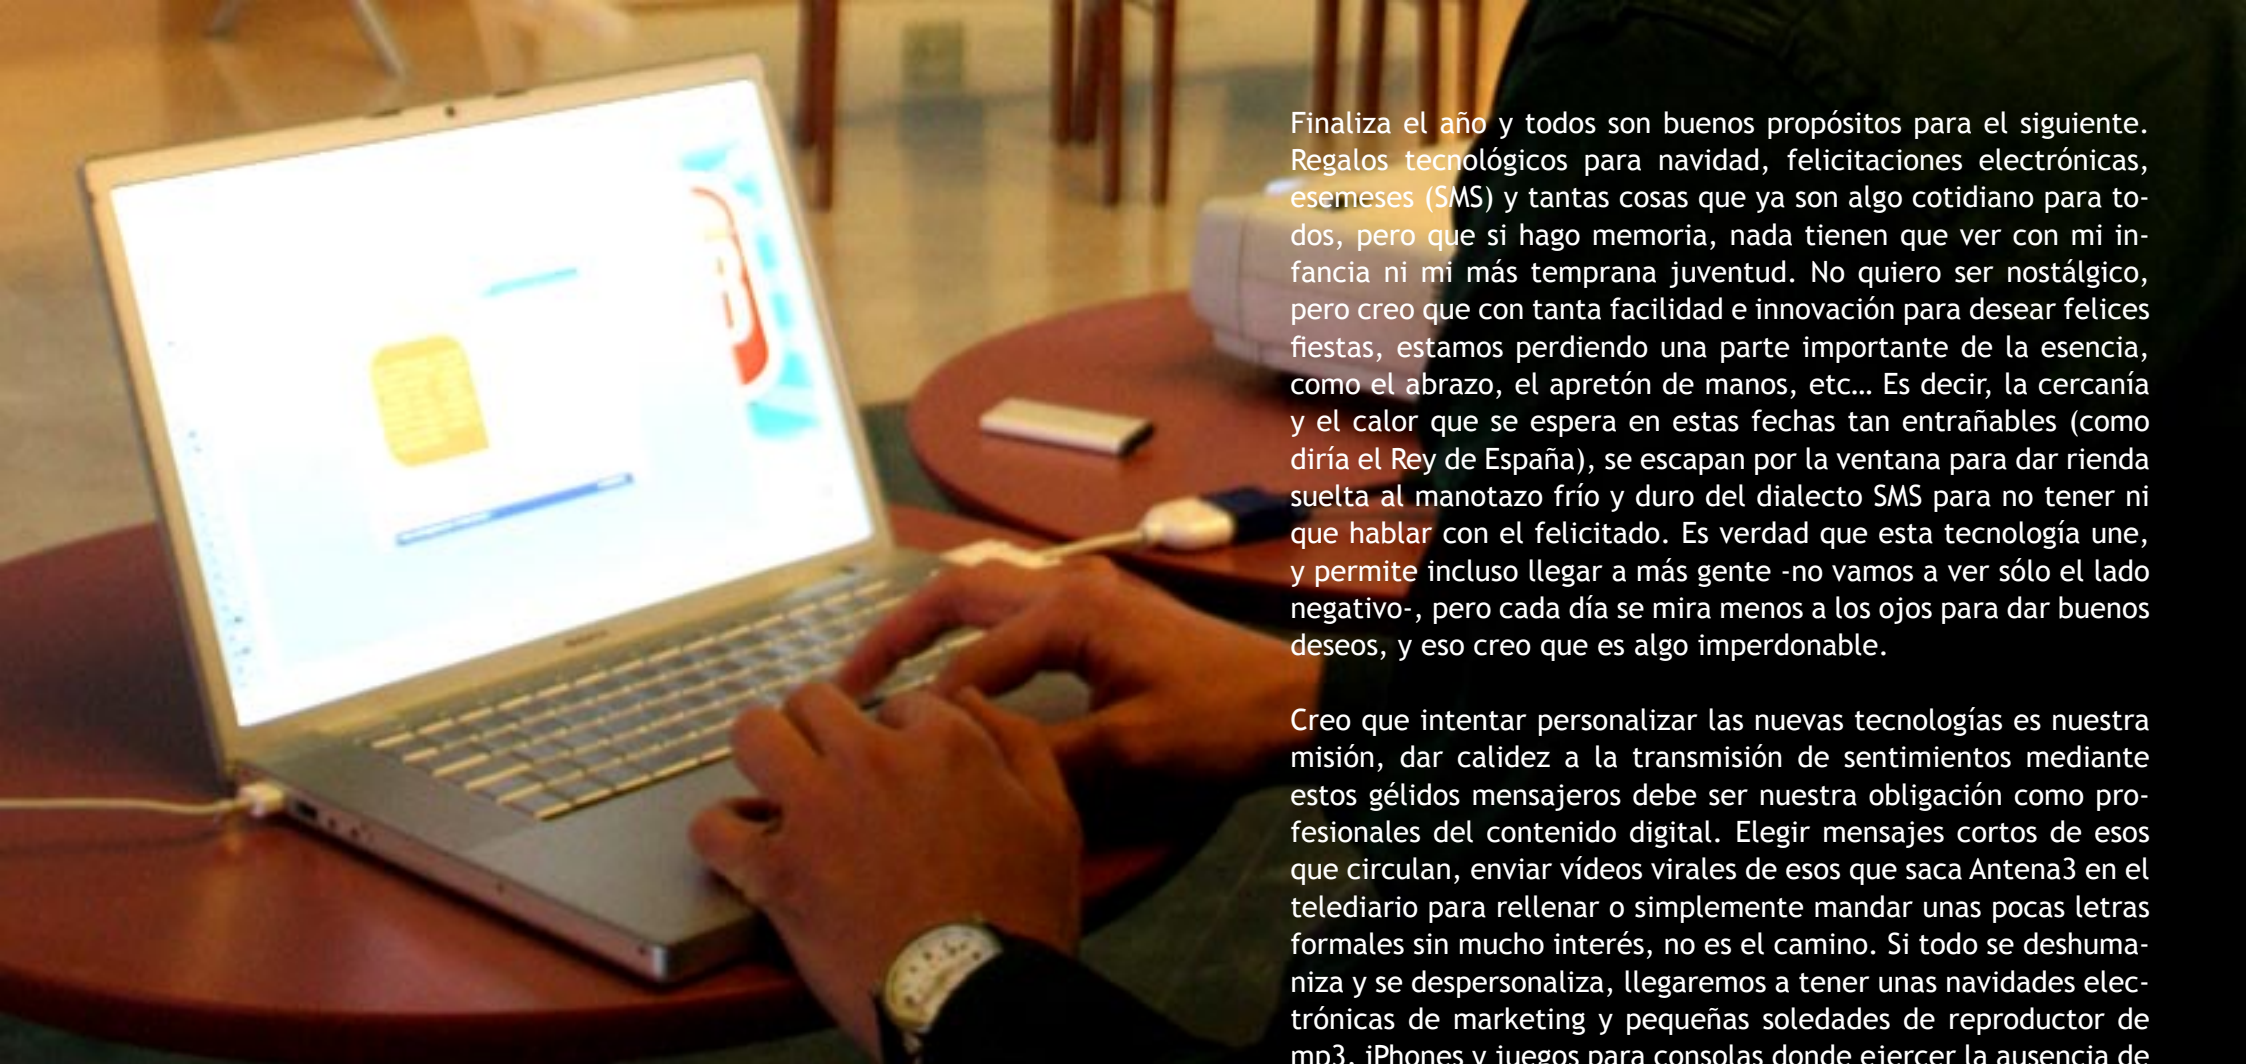 Finaliza el año y todos son buenos propósitos para el siguiente.
Regalos tecnológicos para navidad, felicitaciones electrónicas,
esemeses (SMS) y tantas cosas que ya son algo cotidiano para to-
dos, pero que si hago memoria, nada tienen que ver con mi in-
fancia ni mi más temprana juventud. No quiero ser nostálgico,
pero creo que con tanta facilidad e innovación para desear felices
fiestas, estamos perdiendo una parte importante de la esencia,
como el abrazo, el apretón de manos, etc... Es decir, la cercanía
y el calor que se espera en estas fechas tan entrañables (como
diría el Rey de España), se escapan por la ventana para dar rienda
suelta al manotazo frío y duro del dialecto SMS para no tener ni
que hablar con el felicitado. Es verdad que esta tecnología une,
y permite incluso llegar a más gente -no vamos a ver sólo el lado
negativo-, pero cada día se mira menos a los ojos para dar buenos
deseos, y eso creo que es algo imperdonable.
Creo que intentar personalizar las nuevas tecnologías es nuestra
misión, dar calidez a la transmisión de sentimientos mediante
estos gélidos mensajeros debe ser nuestra obligación como pro-
fesionales del contenido digital. Elegir mensajes cortos de esos
que circulan, enviar vídeos virales de esos que saca Antena3 en el
telediario para rellenar o simplemente mandar unas pocas letras
formales sin mucho interés, no es el camino. Si todo se deshuma-
niza y se despersonaliza, llegaremos a tener unas navidades elec-
trónicas de marketing y pequeñas soledades de reproductor de
mp3, iPhones y juegos para consolas donde ejercer la ausencia de